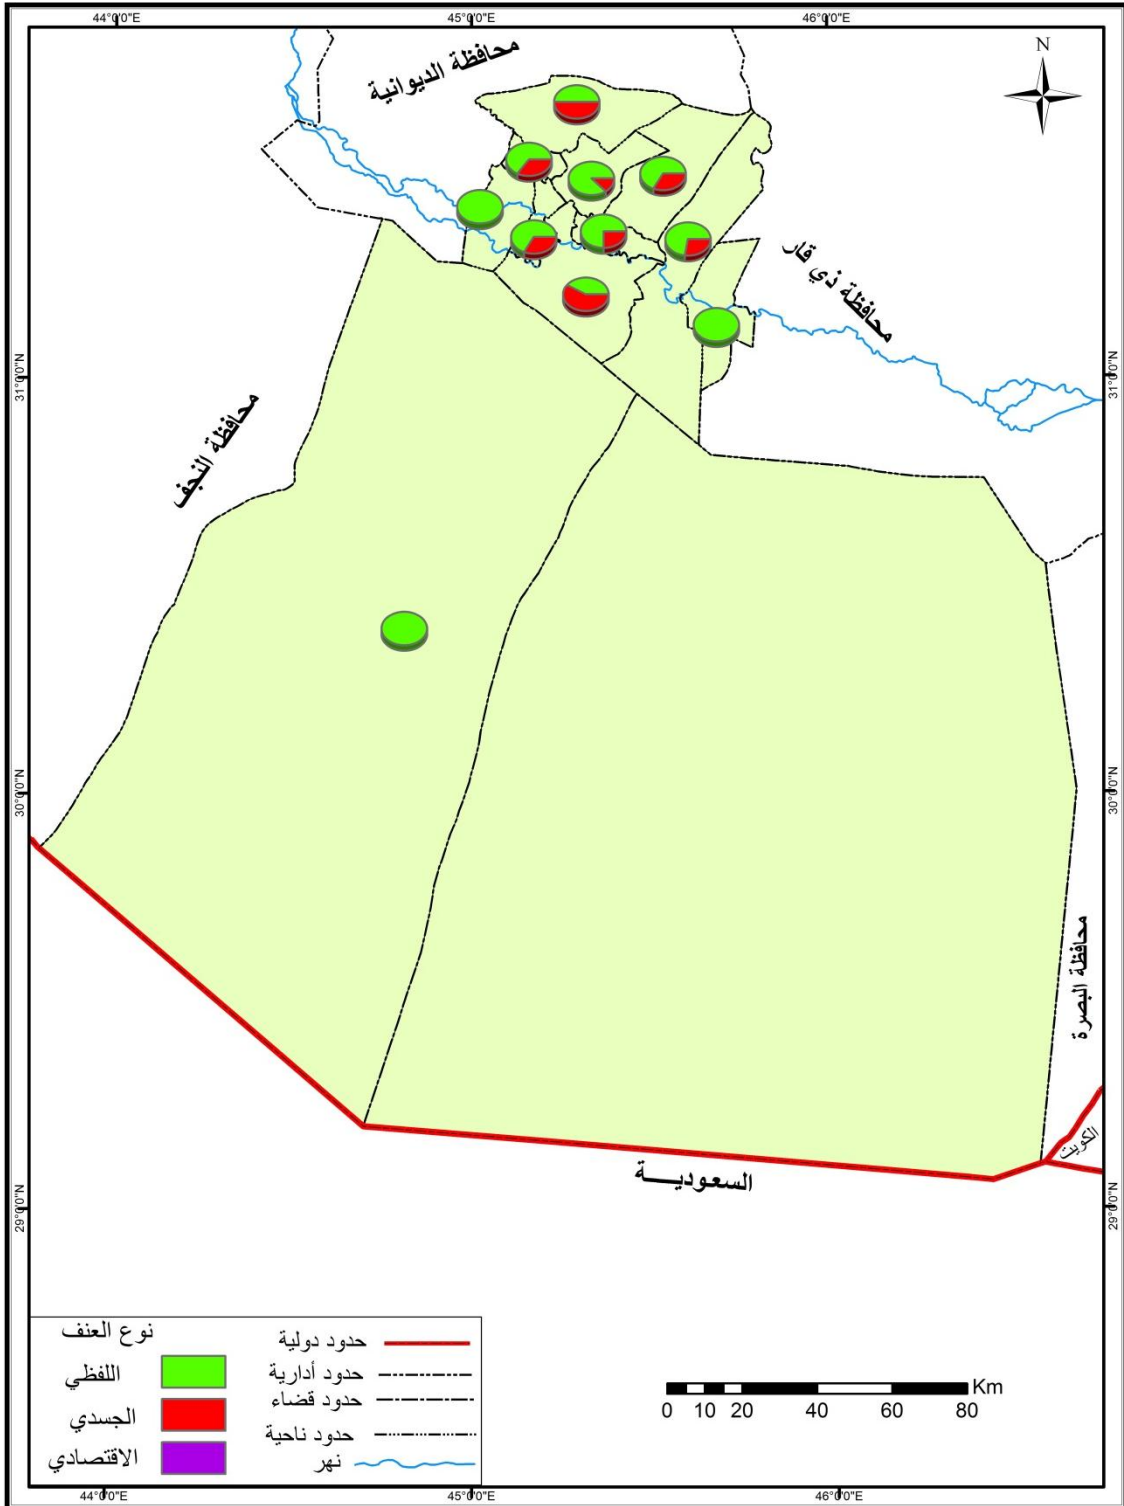 44°0'0"E
45°0'0"E
46°0'0"E
N
محافظة الديوانية
محافظة ذي قار
31°0'0"N
31°0'0"N
محافظة النجف
30°0'0"N
30°0'0"N
محافظة البصرة
الكويت
السعوديـــة
29°0'0"N
29°0'0"N
نوع العنف
اللفظي
الجسدي
الاقتصادي
حدود دولية
حدود أدارية
حدود قضاء
حدود ناحية
نهر
Km
0 10 20 40 60 80
44°0'0"E
45°0'0"E
46°0'0"E